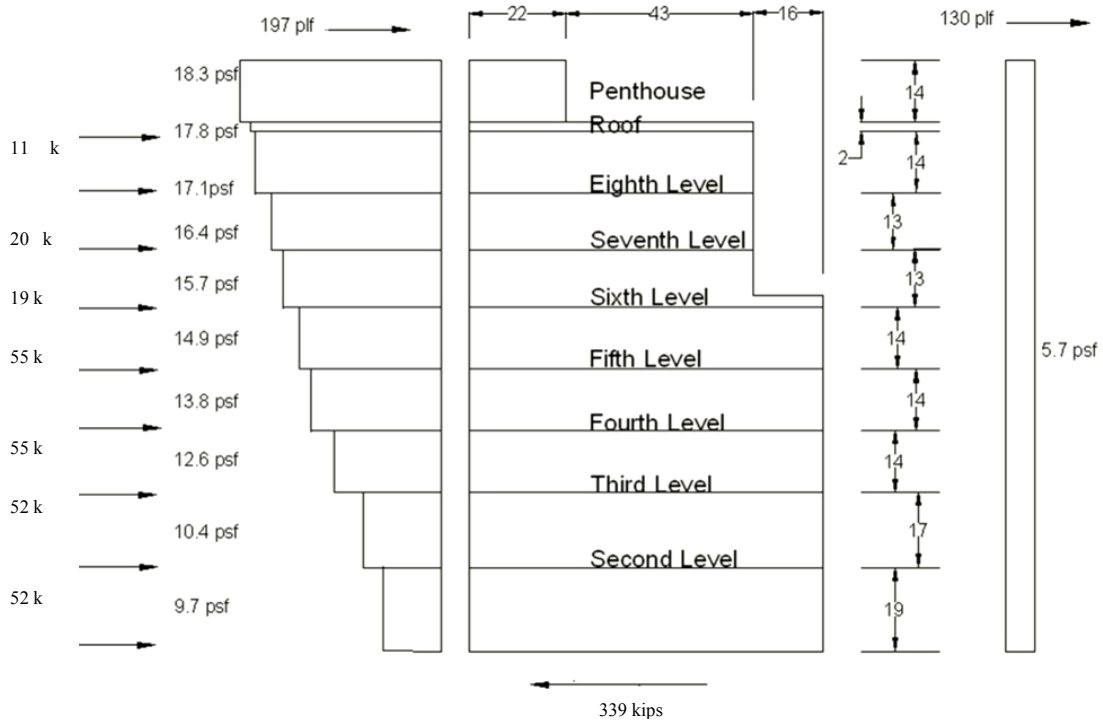 22 43 16
197 plf
130 plf
18.3 psf
Penthouse
14
17.8 psf
Roof
11 k
2
14
17.1psf
Eighth Level
20 k
16.4 psf
Seventh Level
13
15.7 psf
13
19 k
Sixth Level
14.9 psf
14
5.7 psf
55 k
Fifth Level
13.8 psf
14
Fourth Level
55 k
12.6 psf
14
Third Level
52 k
10.4 psf
17
Second Level
52 k
9.7 psf
19
339 kips